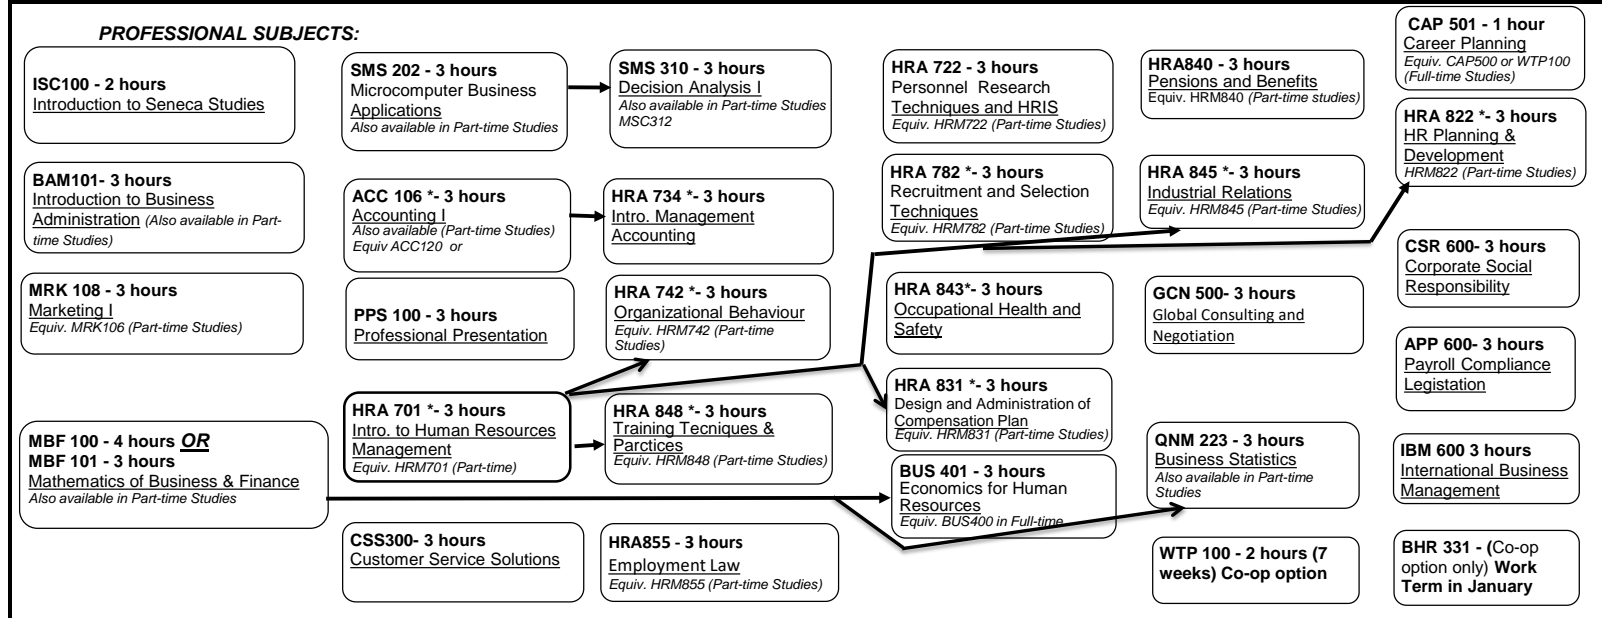 PROFESSIONAL SUBJECTS:
ISC100 - 2 hours
Introduction to Seneca Studies
BAM101- 3 hours
Introduction to Business
Administration (Also available in Part-
time Studies)
MRK 108 - 3 hours
Marketing I
Equiv. MRK106 (Part-time Studies)
MBF 100 - 4 hours OR
MBF 101 - 3 hours
Mathematics of Business & Finance
Also available in Part-time Studies
SMS 202 - 3 hours
Microcomputer Business
Applications
Also available in Part-time Studies
ACC 106 *- 3 hours
Accounting I
Also available (Part-time Studies)
Equiv ACC120 or
PPS 100 - 3 hours
Professional Presentation
HRA 701 *- 3 hours
Intro. to Human Resources
Management
Equiv. HRM701 (Part-time)
CSS300- 3 hours
Customer Service Solutions
SMS 310 - 3 hours
Decision Analysis I
Also available in Part-time Studies
MSC312
HRA 734 *- 3 hours
Intro. Management
Accounting
HRA 742 *- 3 hours
Organizational Behaviour
Equiv. HRM742 (Part-time
Studies)
HRA 848 *- 3 hours
Training Tecniques &
Parctices
Equiv. HRM848 (Part-time Studies)
HRA855 - 3 hours
Employment Law
Equiv. HRM855 (Part-time Studies)
HRA 722 - 3 hours
Personnel Research
Techniques and HRIS
Equiv. HRM722 (Part-time Studies)
HRA 782 *- 3 hours
Recruitment and Selection
Techniques
Equiv. HRM782 (Part-time Studies)
HRA 843*- 3 hours
Occupational Health and
Safety
HRA 831 *- 3 hours
Design and Administration of
Compensation Plan
Equiv. HRM831 (Part-time Studies)
BUS 401 - 3 hours
Economics for Human
Resources
Equiv. BUS400 in Full-time
HRA840 - 3 hours
Pensions and Benefits
Equiv. HRM840 (Part-time studies)
HRA 845 *- 3 hours
Industrial Relations
Equiv. HRM845 (Part-time Studies)
GCN 500- 3 hours
Global Consulting and
Negotiation
QNM 223 - 3 hours
Business Statistics
Also available in Part-time
Studies
WTP 100 - 2 hours (7
weeks) Co-op option
CAP 501 - 1 hour
Career Planning
Equiv. CAP500 or WTP100
(Full-time Studies)
HRA 822 *- 3 hours
HR Planning &
Development
HRM822 (Part-time Studies)
CSR 600- 3 hours
Corporate Social
Responsibility
APP 600- 3 hours
Payroll Compliance
Legistation
IBM 600 3 hours
International Business
Management
BHR 331 - (Co-op
option only) Work
Term in January